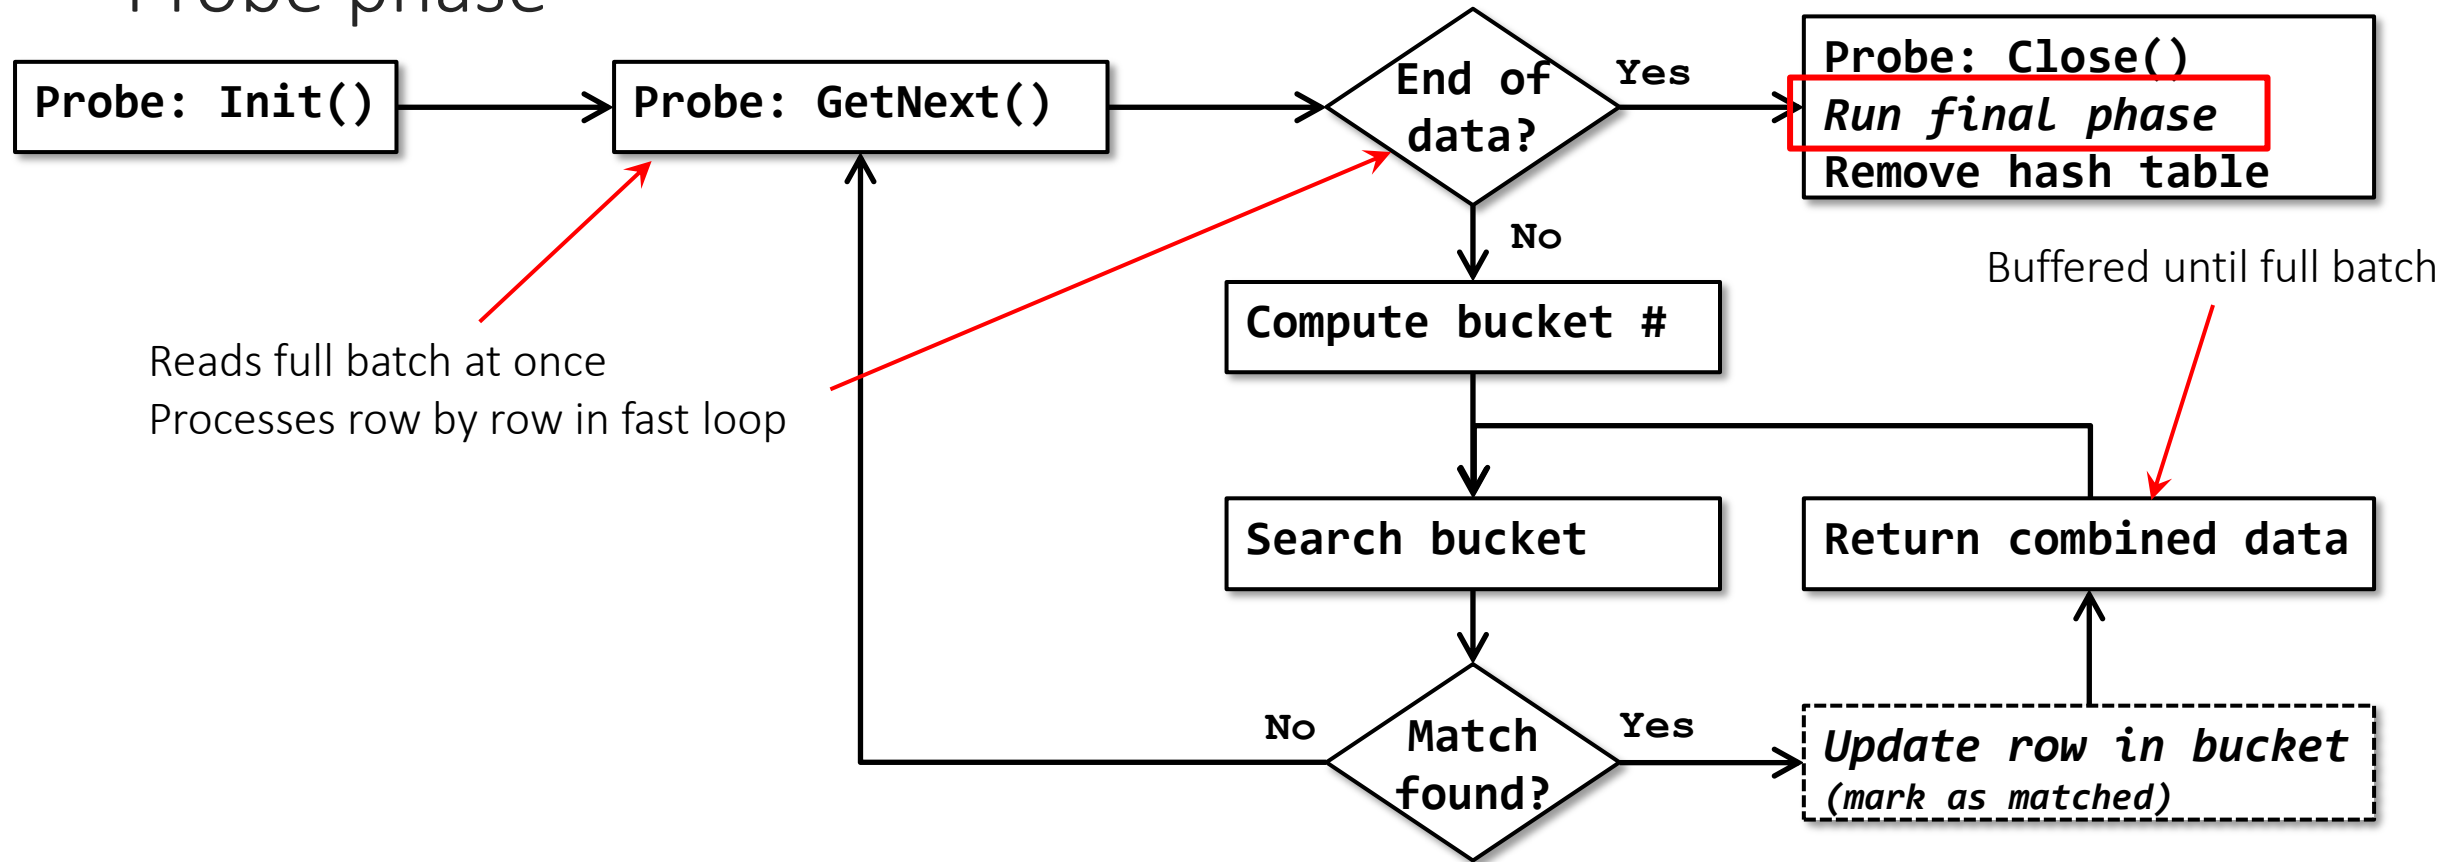 Probe phase
Probe: Init()
Probe: GetNext()
End of
data?
Yes
Probe: Close()
Run final phase
Remove hash table
No
Buffered until full batch
Compute bucket #
Reads full batch at once
Processes row by row in fast loop
Search bucket
Return combined data
No
Match
found?
Yes
Update row in bucket
(mark as matched)